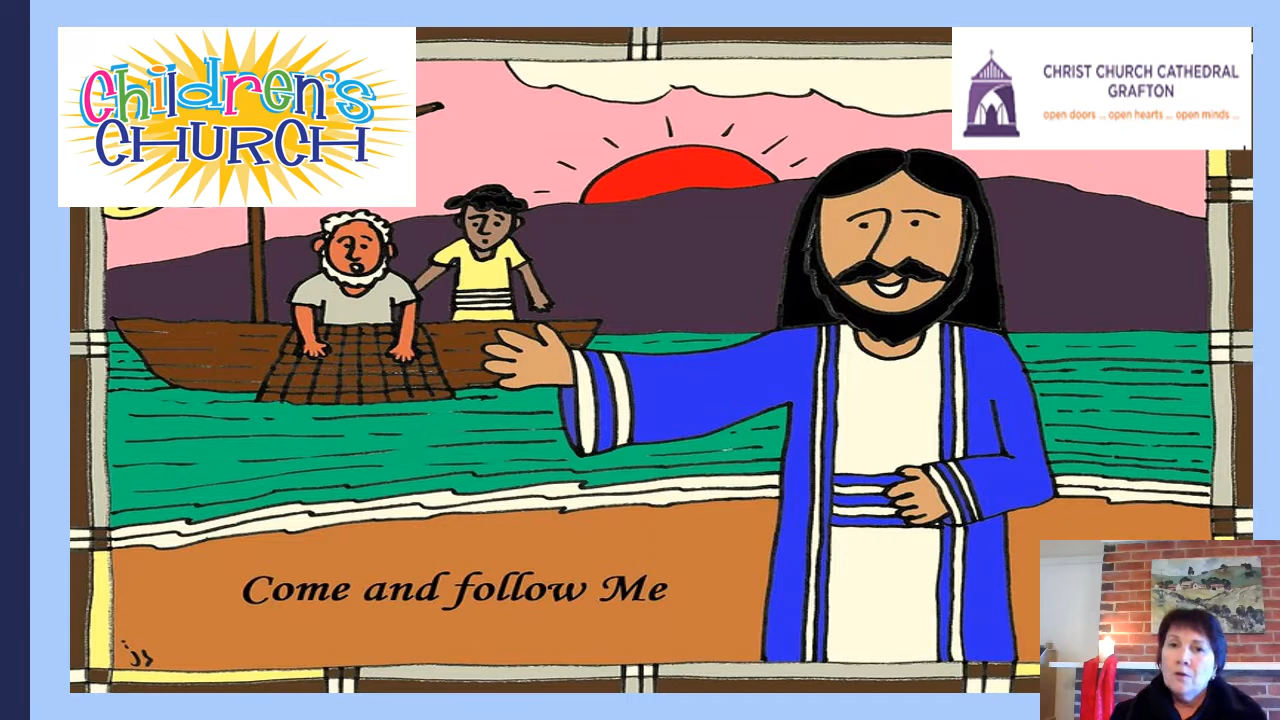 Children's
CHURCH
CHRIST CHURCH CATHEDRAL
GRAFTON
open doors ... open hearts ... open minds ...
Come and follow Me